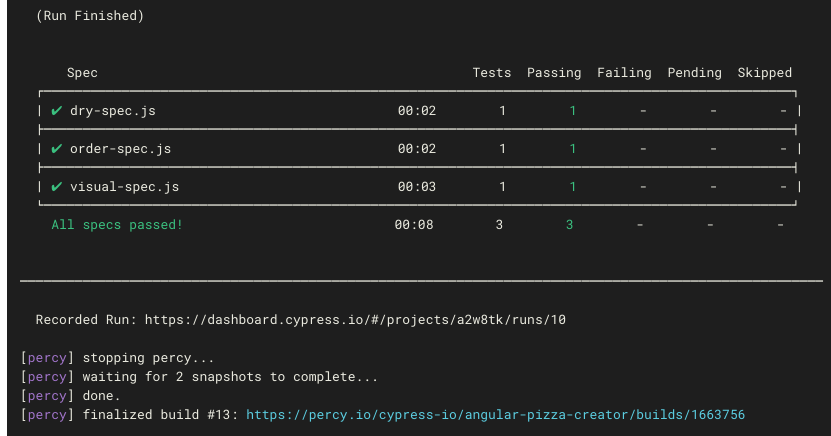 (Run Finished)
Spec Tests Passing Failing Pending Skipped
✔ dry-spec.js 00:02 1 1 - - -
✔ order-spec.js 00:02 1 1 - - -
✔ visual-spec.js 00:03 1 1 - - -
All specs passed! 00:08 3 3 - - -
Recorded Run: https://dashboard.cypress.io/#/projects/a2w8tk/runs/10
[percy] stopping percy...
[percy] waiting for 2 snapshots to complete...
[percy] done.
[percy] finalized build #13: https://percy.io/cypress-io/angular-pizza-creator/builds/1663756